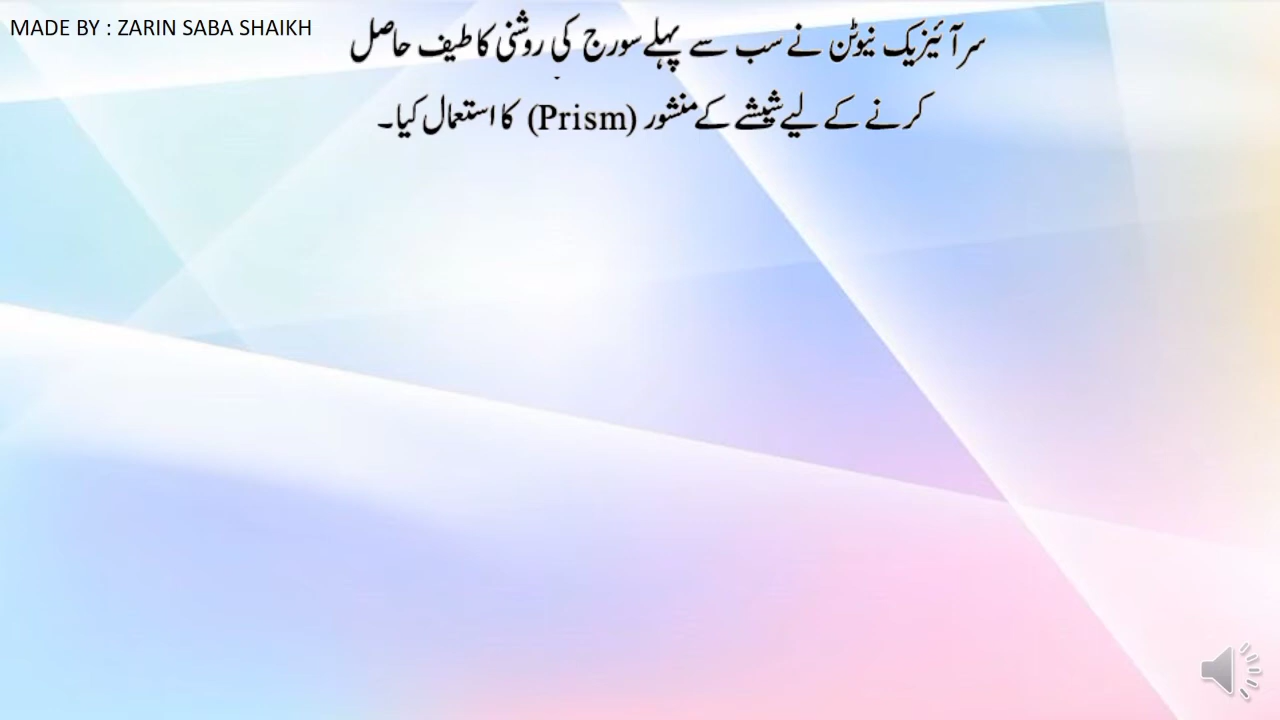 MADE BY : ZARIN SABA SHAIKH
سر آئیزیک نیوٹن نے سب سے پہلے سورج کی روشنی کا طیف حاصل
کرنے کے لیے شیشے کے منشور (Prism) کا استعمال کیا۔